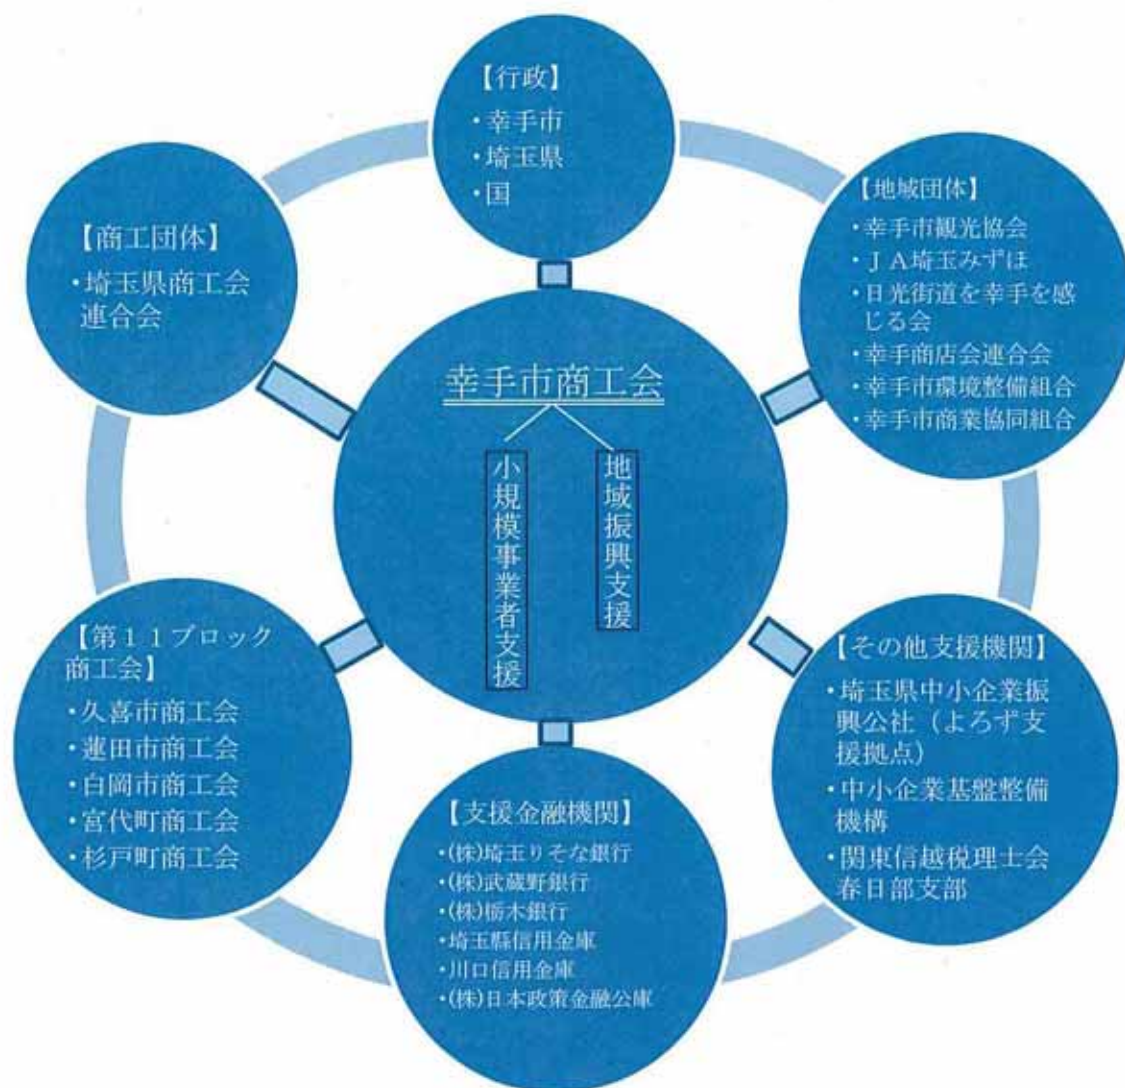 【行政】
・幸手市
・埼玉県
・国
【商工団体】
・埼玉県商工会
連合会
【地域団体】
・幸手市観光協会
・ＪＡ埼玉みずほ
・日光街道を幸手を感
じる会
・幸手商店会連合会
・幸手市環境整備組合
・幸手市商業協同組合
幸手市商工会
小規模事業者支援
地域振興支援
【第１１ブロック
商工会】
・久喜市商工会
・蓮田市商工会
・白岡市商工会
・宮代町商工会
・杉戸町商工会
【支援金融機関】
・(株)埼玉りそな銀行
・(株)武蔵野銀行
・(株)栃木銀行
・埼玉縣信用金庫
・川口信用金庫
・(株)日本政策金融公庫
【その他支援機関】
・埼玉県中小企業振
興公社（よろず支
援拠点）
・中小企業基盤整備
機構
・関東信越税理士会
春日部支部